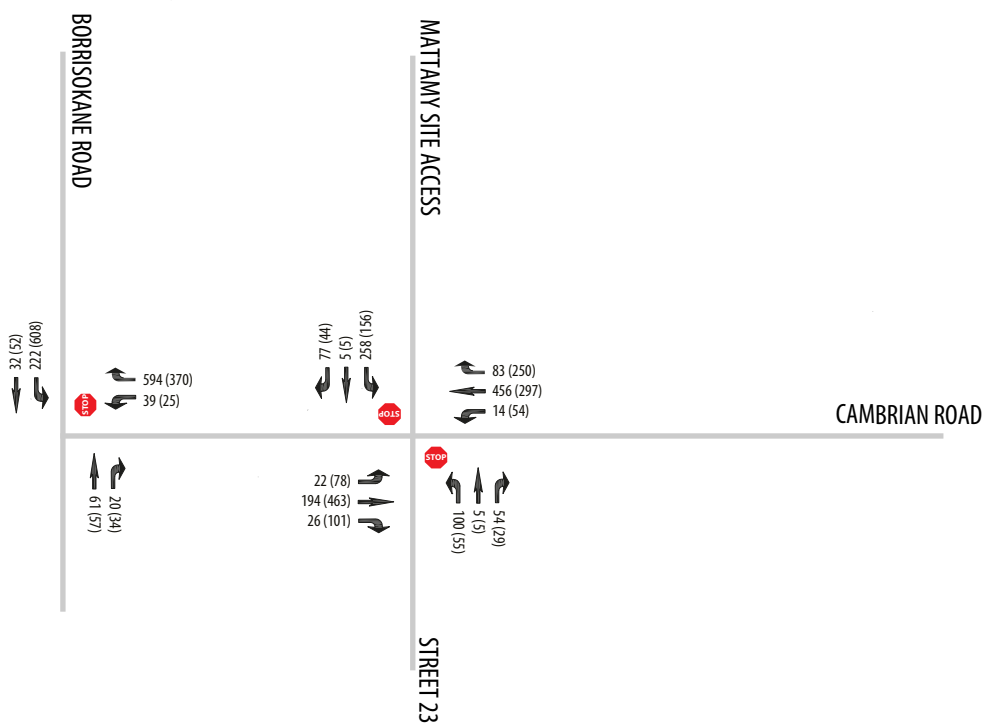 BORRISOKANE ROAD
MATTAMY SITE ACCESS
32 (52)
222 (608)
STOP
594 (370)
39 (25)
77 (44)
5 (5)
258 (156)
STOP
83 (250)
456 (297)
14 (54)
CAMBRIAN ROAD
61 (57)
20 (34)
22 (78)
194 (463)
26 (101)
STOP
100 (55)
5 (5)
54 (29)
STREET 23